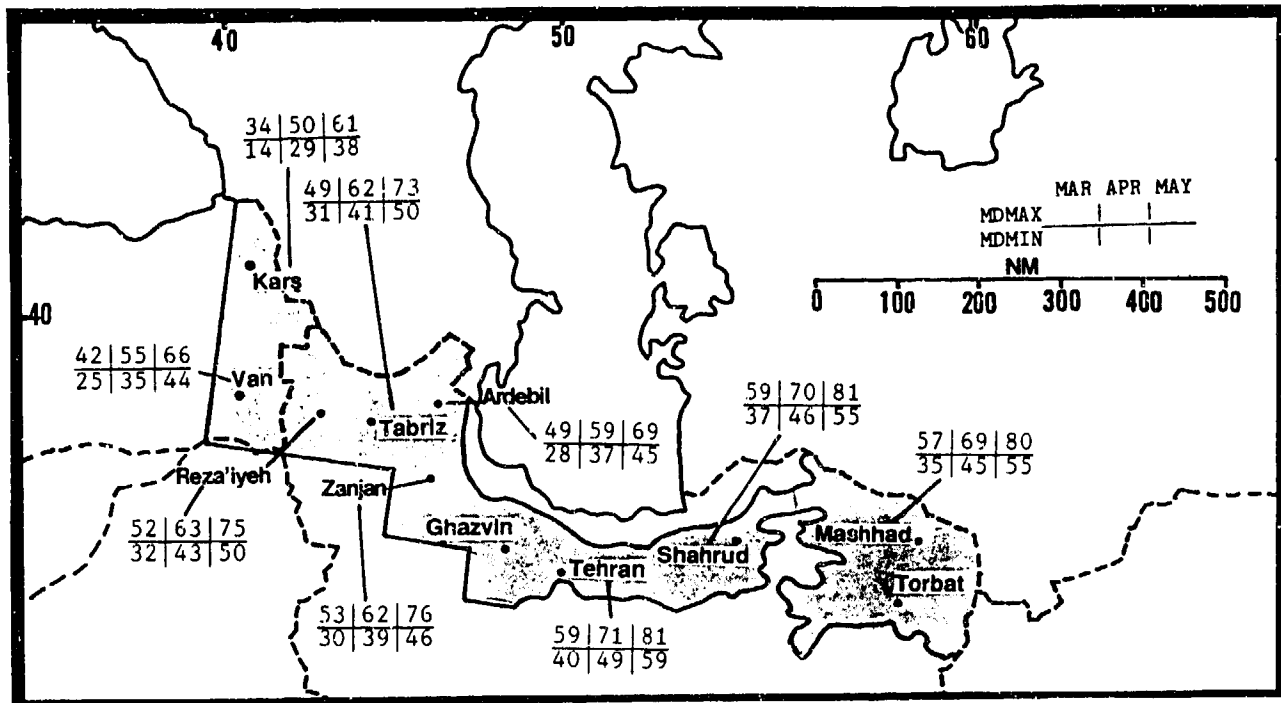 40 50 60
34|50|61
14|29|38
49|62|73
31|41|50
MAR APR MAY
MDMAX
MDMIN
NM
0 100 200 300 400 500
Kars
40
42|55|66
25|35|44
Van
Ardebil
Tabriz
49|59|69
28|37|45
59|70|81
37|46|55
57|69|80
35|45|55
Reza'iyeh
Zanjan
52|63|75
32|43|50
Ghazvin
Tehran
Shahrud
Mashhad
Torbat
53|62|76
30|39|46
59|71|81
40|49|59